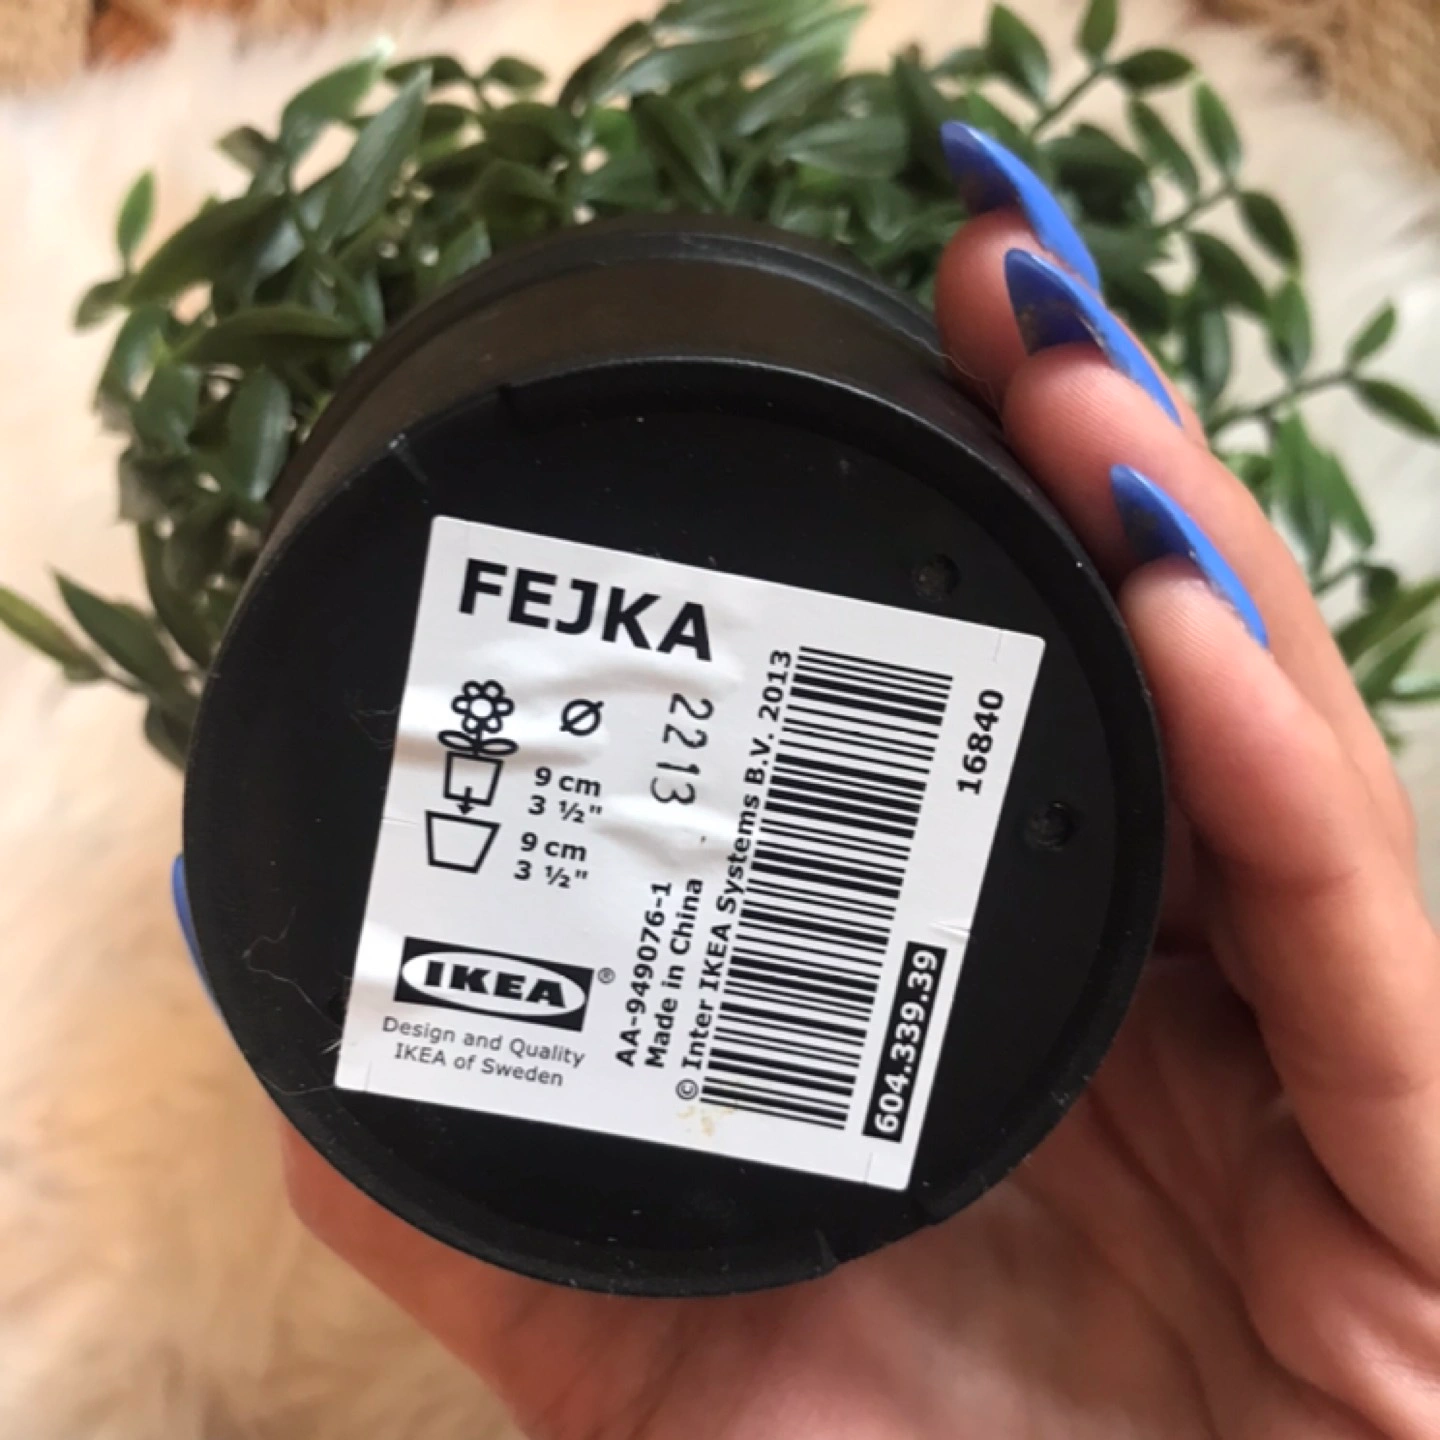 FEJKA
Ø
9 cm
3 ½"
9 cm
3 ½"
IKEA®
Design and Quality
IKEA of Sweden
2213
AA-949076-1
Made in China
© Inter IKEA Systems B.V. 2013
16840
604.339.39